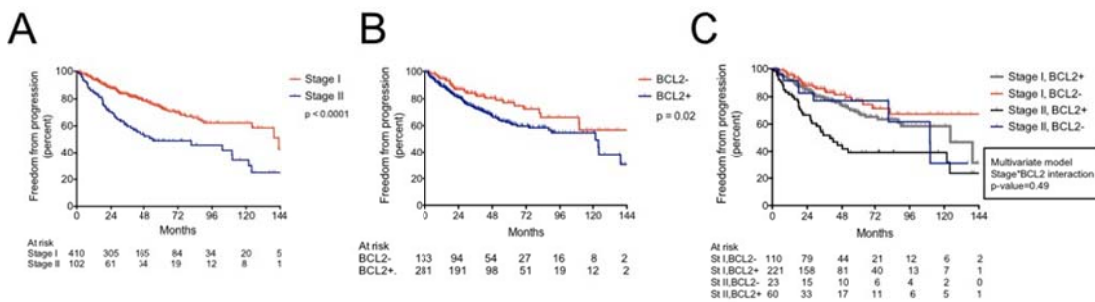 A
B
C
Freedom from progression
(percent)
100
80
60
40
20
0
0 24 48 72 96 120 144
Months
Stage I
Stage II
p < 0.0001
At risk
Stage I 410 305 165 84 34 20 5
Stage II 102 61 34 19 12 8 1
Freedom from progression
(percent)
100
80
60
40
20
0
0 24 48 72 96 120 144
Months
BCL2-
BCL2+
p = 0.02
At risk
BCL2- 133 94 54 27 16 8 2
BCL2+. 281 191 98 51 19 12 2
Freedom from progression
(percent)
100
80
60
40
20
0
0 24 48 72 96 120 144
Months
Stage I, BCL2+
Stage I, BCL2-
Stage II, BCL2+
Stage II, BCL2-
Multivariate model
Stage*BCL2 interaction
p-value=0.49
At risk
St I,BCL2- 110 79 44 21 12 6 2
St I,BCL2+ 221 158 81 40 13 7 1
St II,BCL2- 23 15 10 6 4 2 0
St II,BCL2+ 60 33 17 11 6 5 1